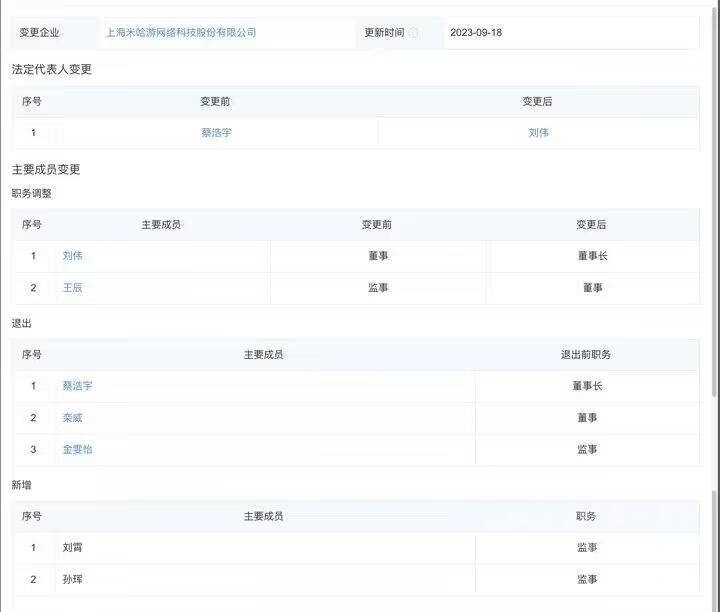 变更企业 上海米哈游网络科技股份有限公司 更新时间 2023-09-18
法定代表人变更
序号 变更前 变更后
1 蔡浩宇 刘伟
主要成员变更
职务调整
序号 主要成员 变更前 变更后
1 刘伟 董事 董事长
2 王辰 监事 董事
退出
序号 主要成员 退出前职务
1 蔡浩宇 董事长
2 栾威 董事
3 金雯怡 监事
新增
序号 主要成员 职务
1 刘霄 监事
2 孙珲 监事